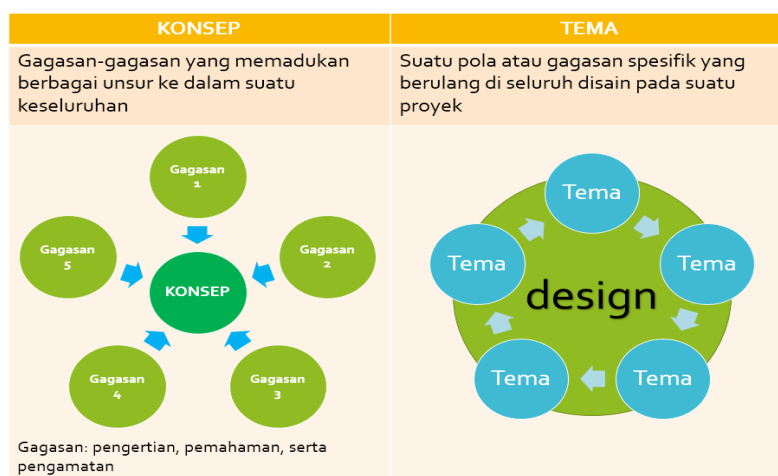 KONSEP
TEMA
Gagasan-gagasan yang memadukan
berbagai unsur ke dalam suatu
keseluruhan
Suatu pola atau gagasan spesifik yang
berulang di seluruh disain pada suatu
proyek
Gagasan
1
Gagasan
2
Gagasan
3
Gagasan
4
Gagasan
5
KONSEP
Gagasan: pengertian, pemahaman, serta
pengamatan
Tema
Tema
Tema
Tema
Tema
design